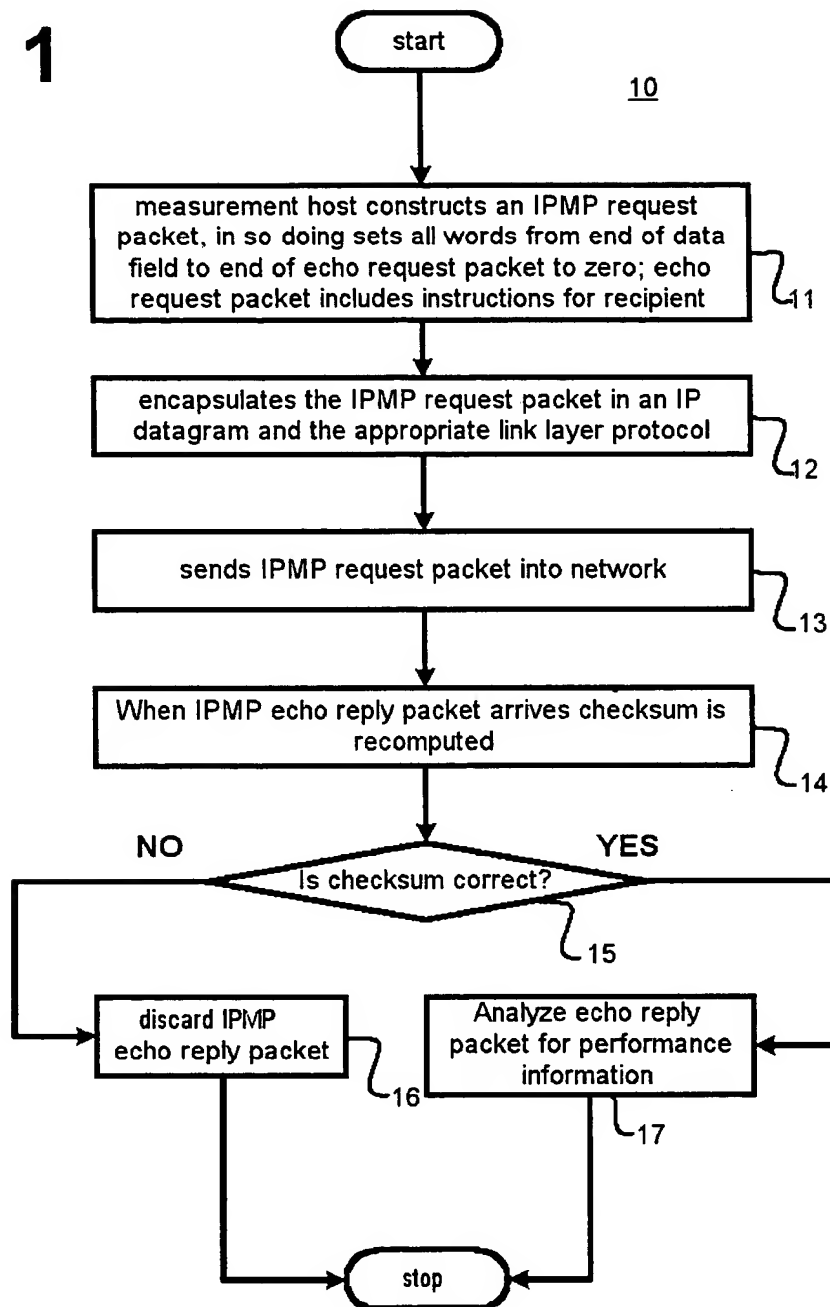 1
start
10
measurement host constructs an IPMP request
packet, in so doing sets all words from end of data
field to end of echo request packet to zero; echo
request packet includes instructions for recipient
11
encapsulates the IPMP request packet in an IP
datagram and the appropriate link layer protocol
12
sends IPMP request packet into network
13
When IPMP echo reply packet arrives checksum is
recomputed
14
NO
YES
Is checksum correct?
15
discard IPMP
echo reply packet
16
Analyze echo reply
packet for performance
information
17
stop